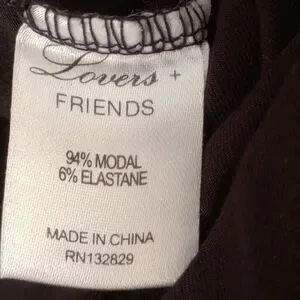 Lovers +
FRIENDS
94% MODAL
6% ELASTANE
MADE IN CHINA
RN132829